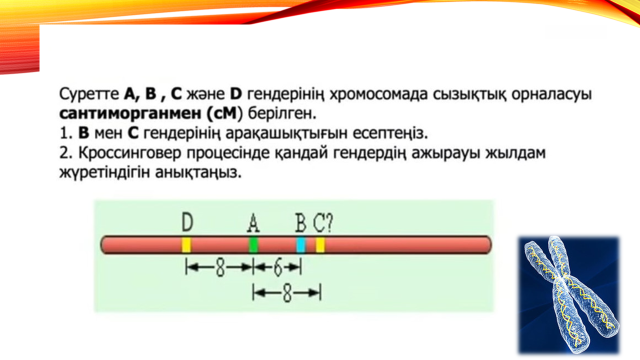 Суретте А, В , С және D гендерінің хромосомада сызықтық орналасуы
сантиморганмен (сМ) берілген.
1. В мен С гендерінің арақашықтығын есептеңіз.
2. Кроссинговер процесінде қандай гендердің ажырауы жылдам
жүретіндігін анықтаңыз.
D A B C?
8 6
8